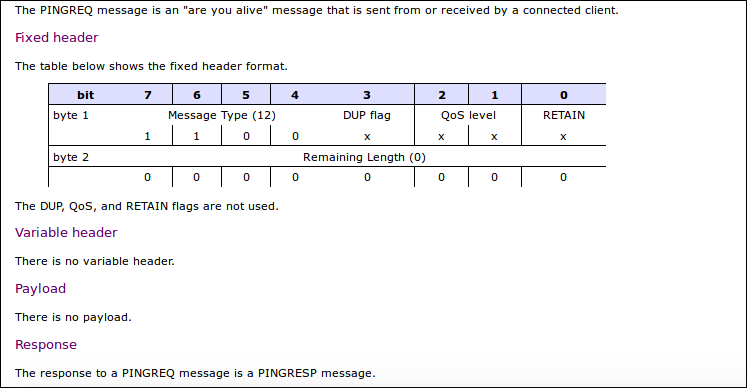 The PINGREQ message is an "are you alive" message that is sent from or received by a connected client.
Fixed header
The table below shows the fixed header format.
bit 7 6 5 4 3 2 1 0
byte 1 Message Type (12) DUP flag QoS level RETAIN
1 1 0 0 x x x x
byte 2 Remaining Length (0)
0 0 0 0 0 0 0 0
The DUP, QoS, and RETAIN flags are not used.
Variable header
There is no variable header.
Payload
There is no payload.
Response
The response to a PINGREQ message is a PINGRESP message.